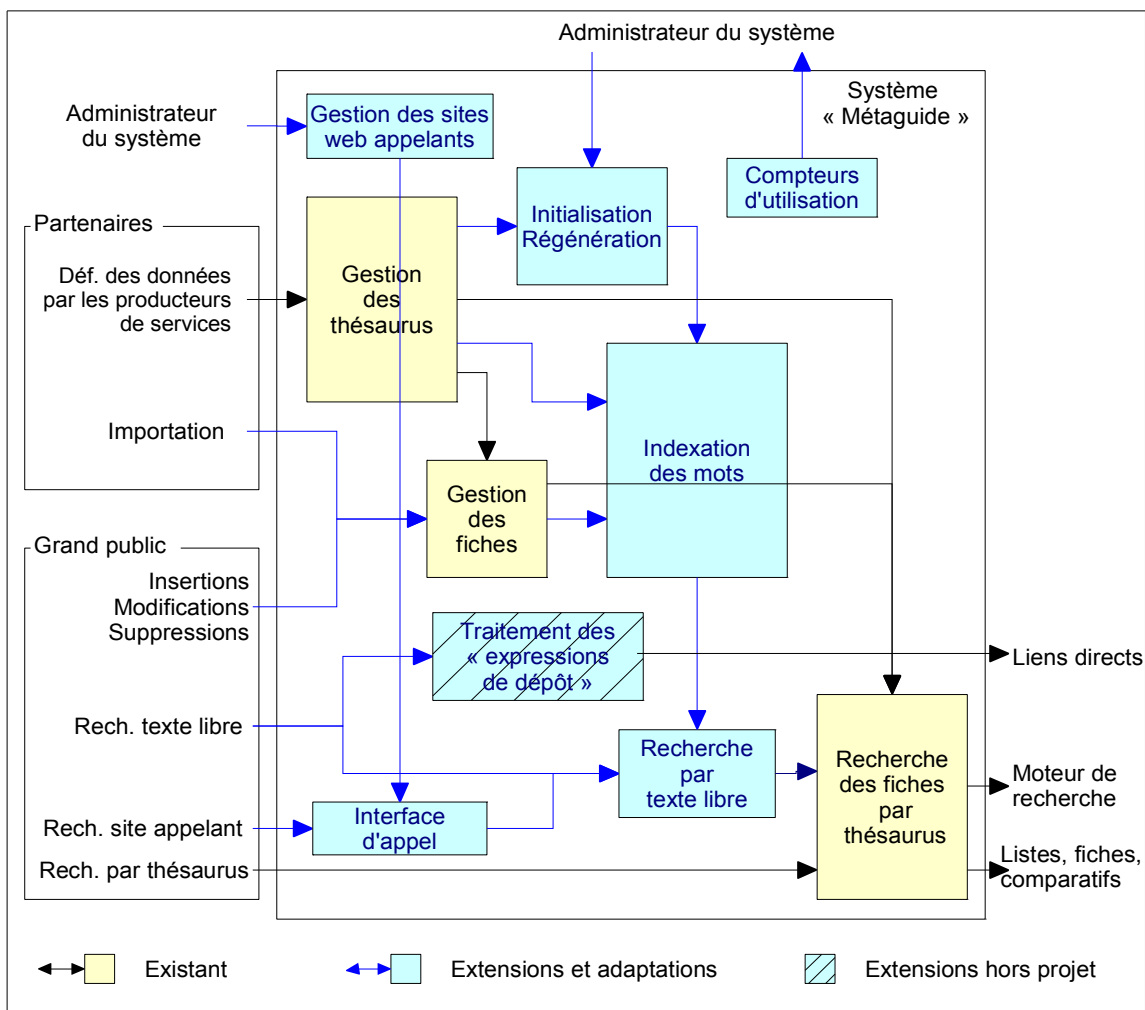 Administrateur du système
Système
« Métaguide »
Administrateur
du système
Gestion des sites
web appelants
Compteurs
d'utilisation
Initialisation
Régénération
Partenaires
Déf. des données
par les producteurs
de services
Gestion
des
thésaurus
Importation
Indexation
des mots
Gestion
des
fiches
Grand public
Insertions
Modifications
Suppressions
Traitement des
« expressions
de dépôt »
Liens directs
Rech. texte libre
Recherche
par
texte libre
Recherche
des fiches
par
thésaurus
Moteur de
recherche
Rech. site appelant
Interface
d'appel
Rech. par thésaurus
Listes, fiches,
comparatifs
Existant
Extensions et adaptations
Extensions hors projet